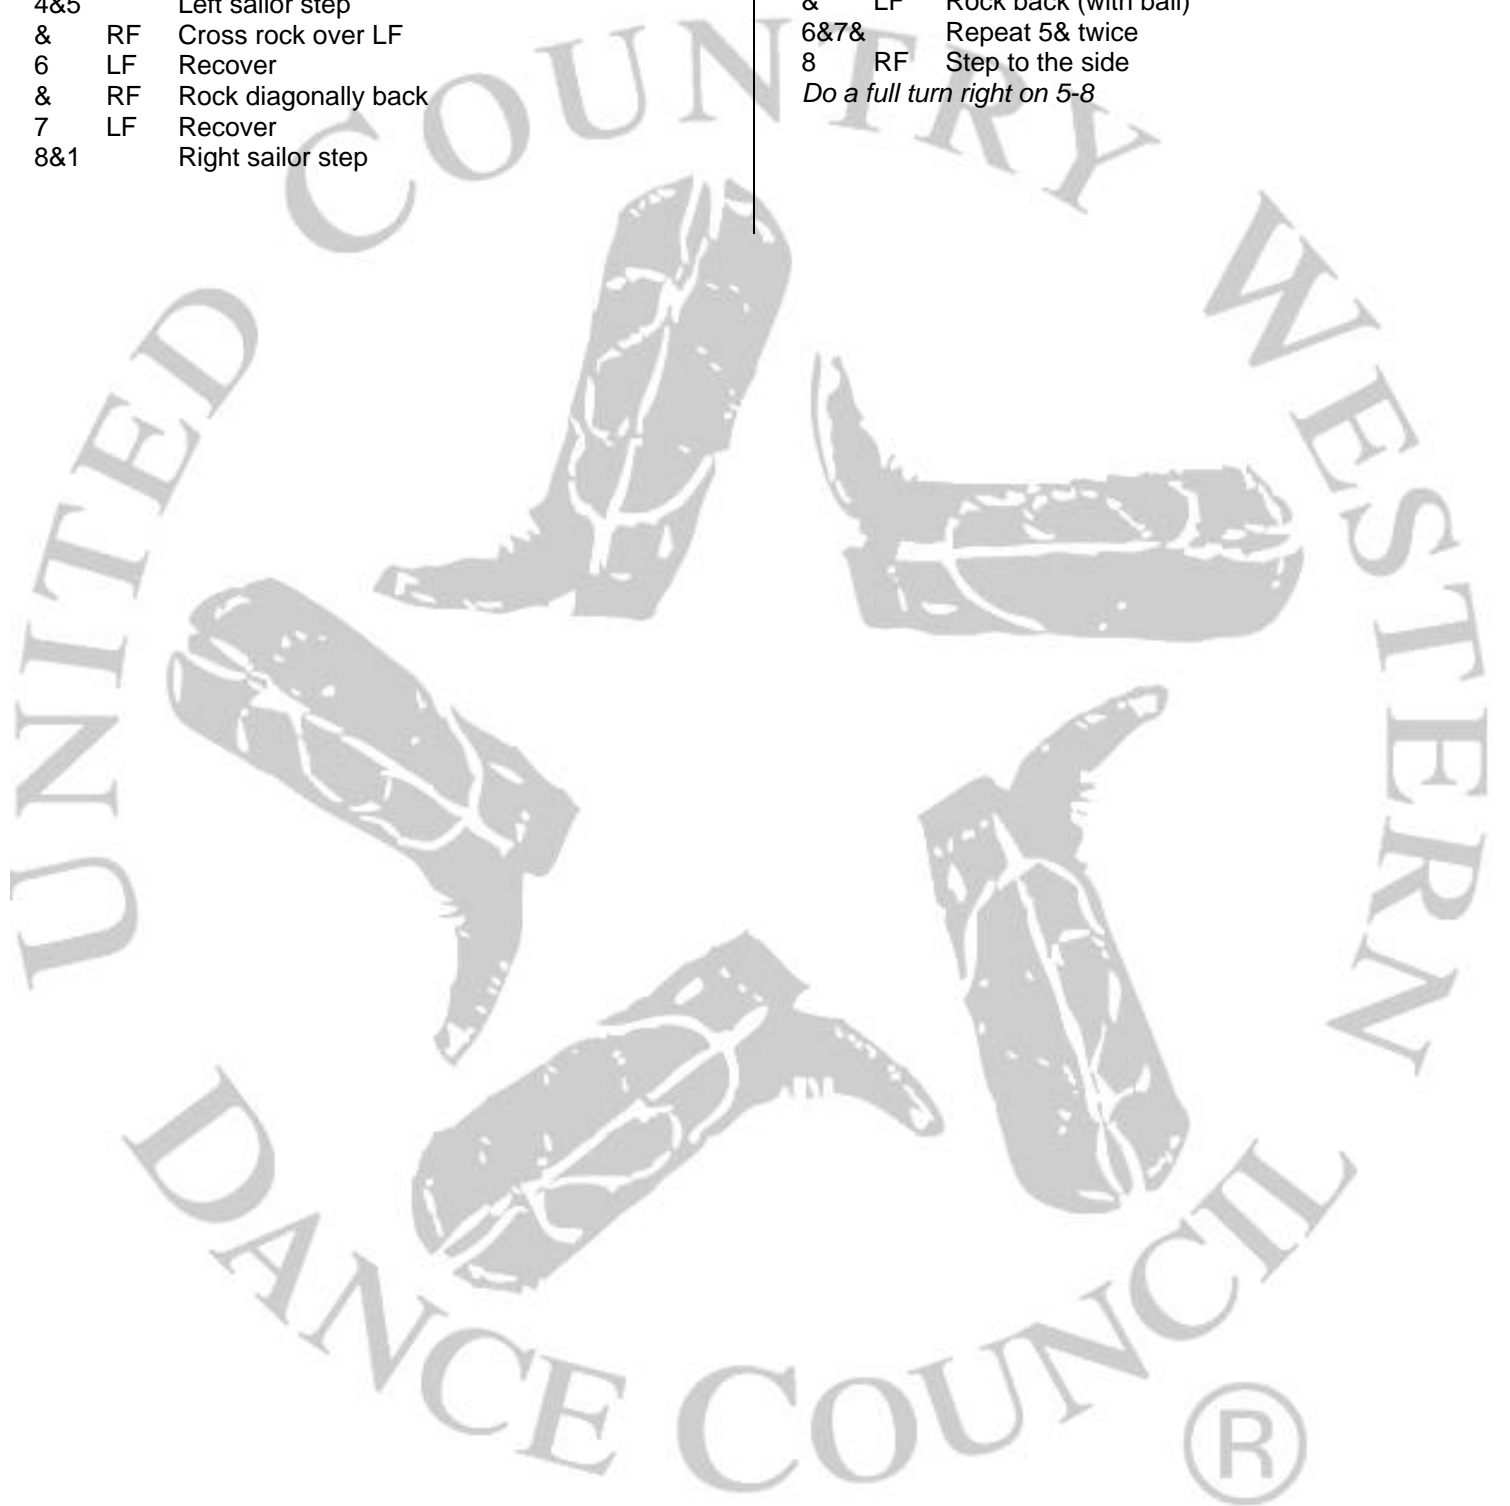 4&5 Left sailor step
& RF Cross rock over LF
6 LF Recover
& RF Rock diagonally back
7 LF Recover
8&1 Right sailor step
& LF Rock back (with ball)
6&7& Repeat 5& twice
8 RF Step to the side
Do a full turn right on 5-8
UNITED COUNTRY WESTERN
DANCE COUNCIL ®